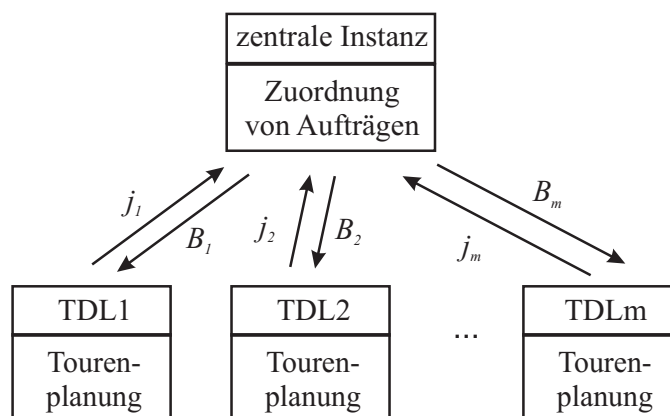 zentrale Instanz
Zuordnung
von Aufträgen
j₁
B₁
j₂
B₂
jₘ
Bₘ
TDL1
Touren-
planung
TDL2
Touren-
planung
...
TDLm
Touren-
planung